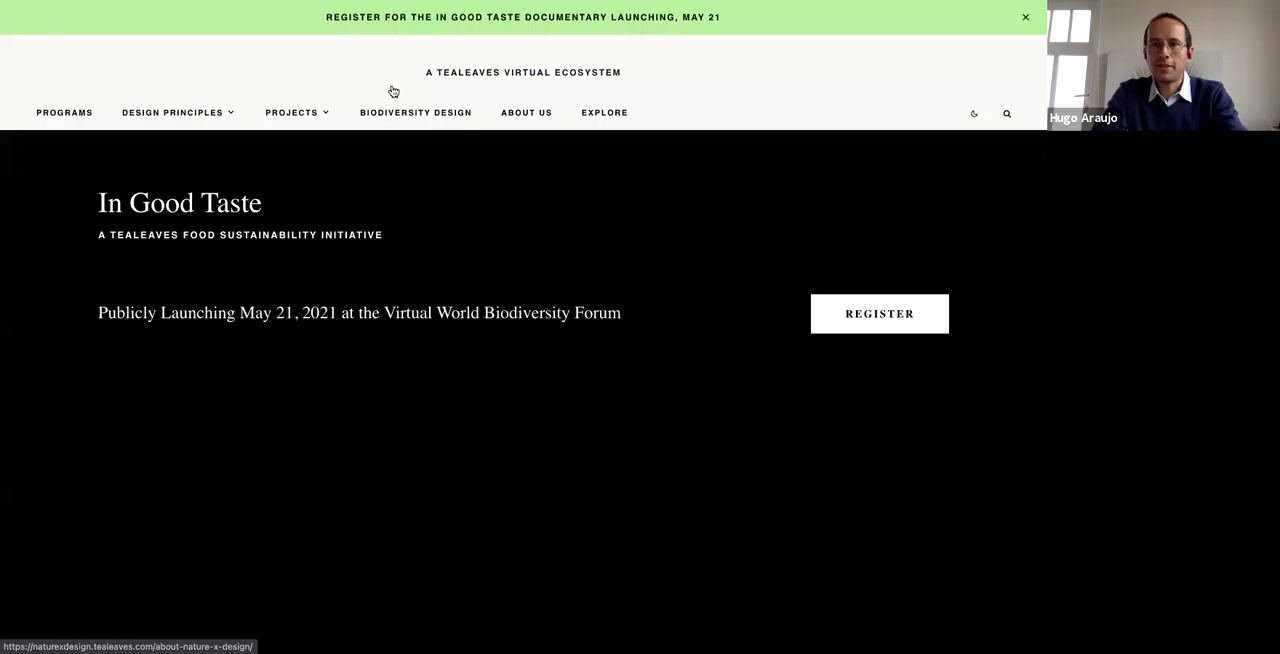 REGISTER FOR THE IN GOOD TASTE DOCUMENTARY LAUNCHING, MAY 21
A TEALEAVES VIRTUAL ECOSYSTEM
PROGRAMS DESIGN PRINCIPLES PROJECTS BIODIVERSITY DESIGN ABOUT US EXPLORE
Hugo Araujo
In Good Taste
A TEALEAVES FOOD SUSTAINABILITY INITIATIVE
Publicly Launching May 21, 2021 at the Virtual World Biodiversity Forum
REGISTER
https://naturexdesign.tealeaves.com/about-nature-x-design/